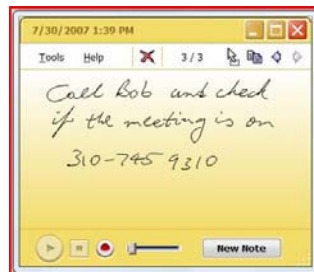 7/30/2007 1:39 PM
Tools Help 3 / 3
Call Bob and check
if the meeting is on
310-745 9310
New Note